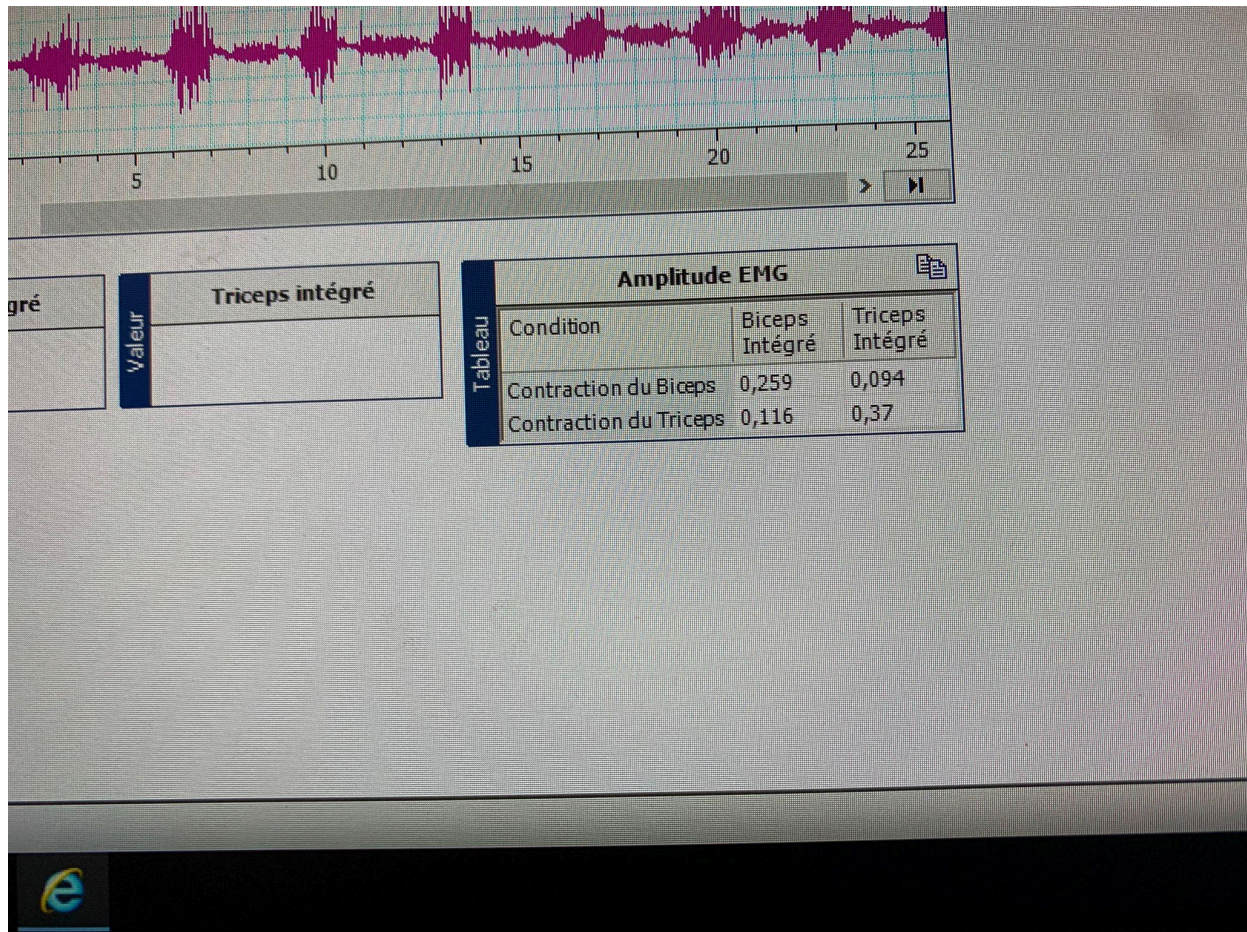 5 10 15 20 25
gré
Valeur
Triceps intégré
Tableau
Amplitude EMG
Condition
Biceps
Intégré
Triceps
Intégré
Contraction du Biceps 0,259 0,094
Contraction du Triceps 0,116 0,37